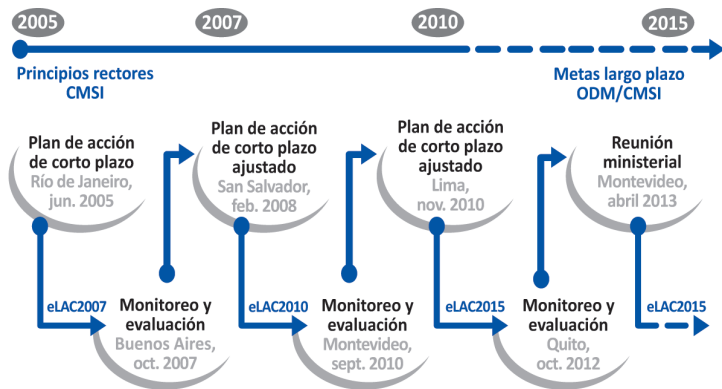 2005
2007
2010
2015
Principios rectores
CMSI
Metas largo plazo
ODM/CMSI
Plan de acción
de corto plazo
Río de Janeiro,
jun. 2005
Plan de acción
de corto plazo
ajustado
San Salvador,
feb. 2008
Plan de acción
de corto plazo
ajustado
Lima,
nov. 2010
Reunión
ministerial
Montevideo,
abril 2013
eLAC2007
Monitoreo y
evaluación
Buenos Aires,
oct. 2007
eLAC2010
Monitoreo y
evaluación
Montevideo,
sept. 2010
eLAC2015
Monitoreo y
evaluación
Quito,
oct. 2012
eLAC2015